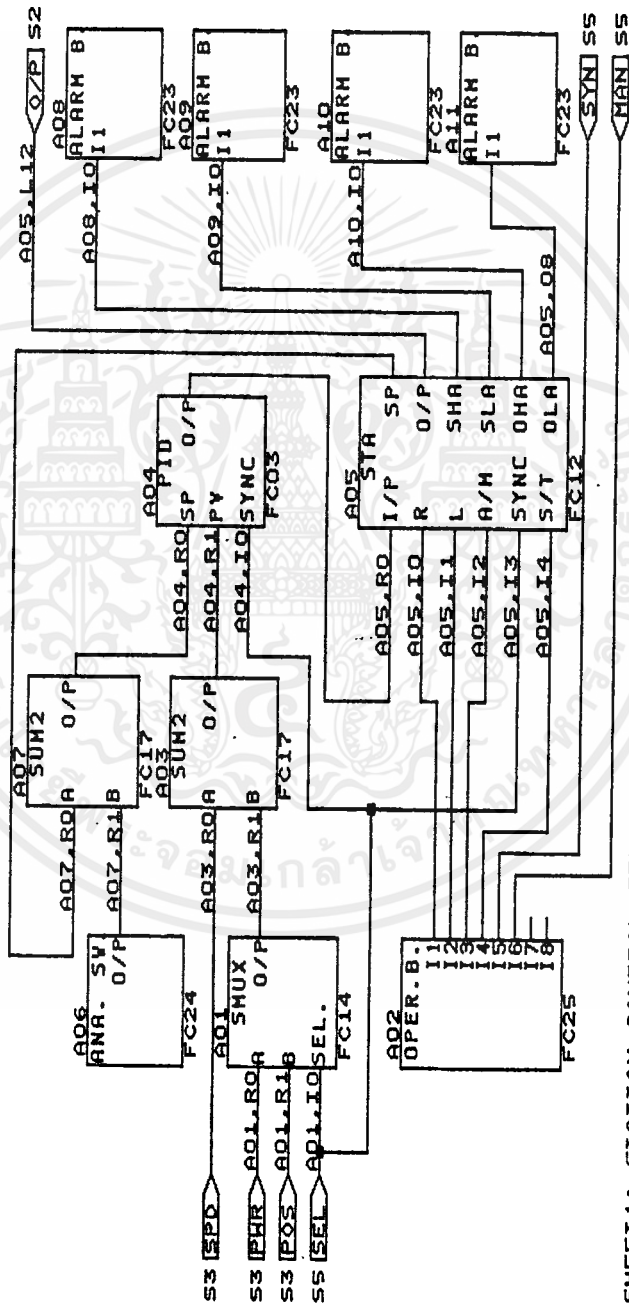 A05,L12 O/P S2
A08
ALARM B.
I1
FC23
A08,I0
A09
ALARM B.
I1
FC23
A09,I0
A10
ALARM B.
I1
FC23
A10,I0
A11
ALARM B.
I1
FC23
A05,O8
SYN S5
MAN S5
A04
PID
SP O/P
PV
SYNC
FC03
A04,R0
A04,R1
A04,I0
A05
STA
I/P SP
R O/P
L SHA
A/M SLA
SYNC OHA
S/T OLA
FC12
A05,R0
A05,I0
A05,I1
A05,I2
A05,I3
A05,I4
A07
SUM2
A O/P
B
FC17
A07,R0
A07,R1
A03
SUM2
A O/P
B
FC17
A03,R0
A03,R1
A06
ANA. SW.
O/P
FC24
A01
SMUX
A O/P
B
SEL.
FC14
A01,R0
A01,R1
A01,I0
A02
OPER.B.
I1
I2
I3
I4
I5
I6
I7
I8
FC25
S3 SPD
S3 PWR
S3 POS
S5 SEL